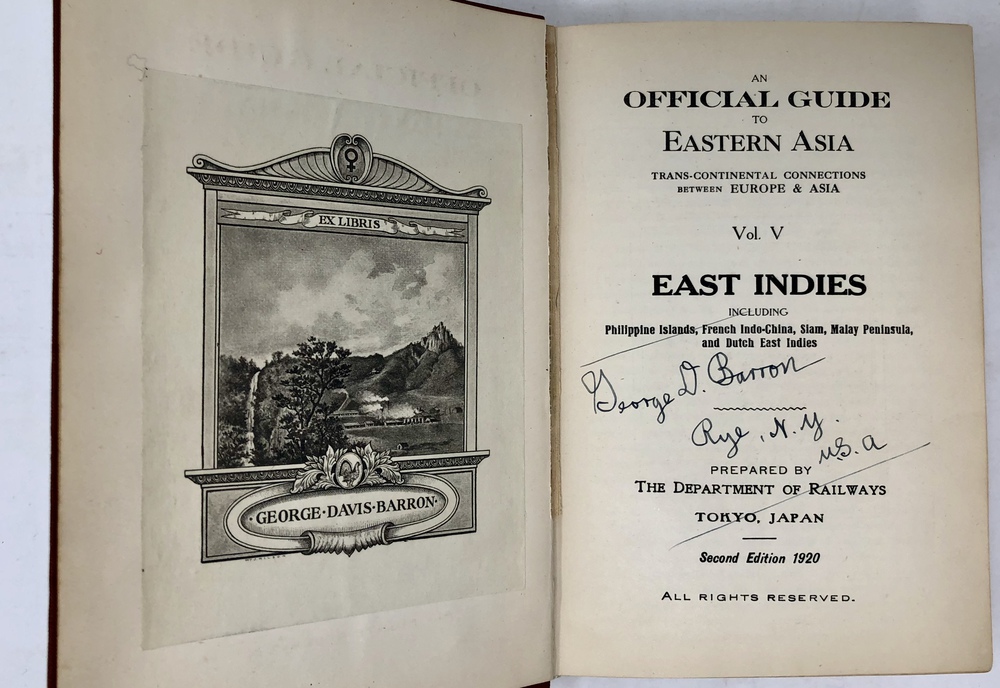 EX LIBRIS
·GEORGE·DAVIS·BARRON·
AN
OFFICIAL GUIDE
TO
EASTERN ASIA
TRANS-CONTINENTAL CONNECTIONS
BETWEEN EUROPE & ASIA
Vol. V
EAST INDIES
INCLUDING
Philippine Islands, French Indo-China, Siam, Malay Peninsula,
and Dutch East Indies
George D. Barron
Rye, N.Y.
U.S.A
PREPARED BY
THE DEPARTMENT OF RAILWAYS
TOKYO, JAPAN
Second Edition 1920
ALL RIGHTS RESERVED.